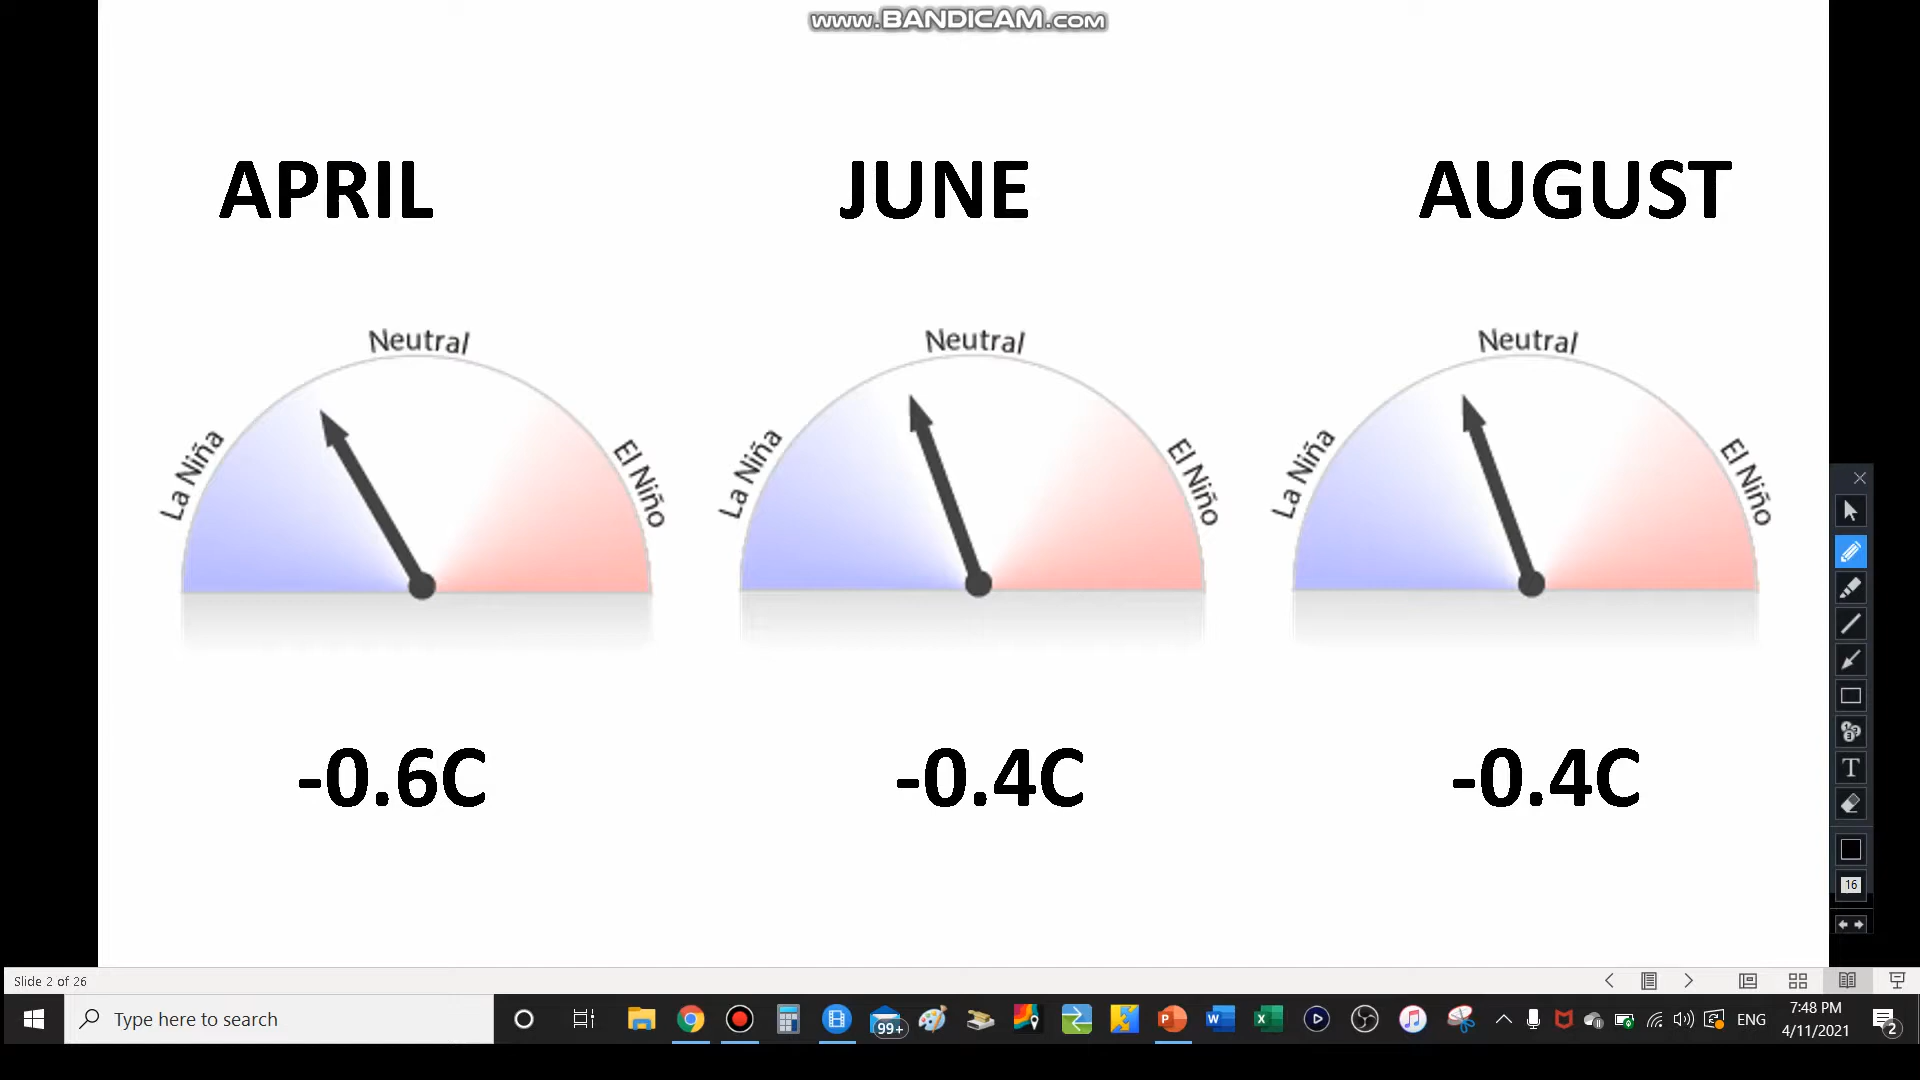 www.BANDICAM.com
APRIL
JUNE
AUGUST
Neutral
La Niña
El Niño
Neutral
La Niña
El Niño
Neutral
La Niña
El Niño
-0.6C
-0.4C
-0.4C
T
16
Slide 2 of 26
Type here to search
99+
ENG
7:48 PM
4/11/2021
2